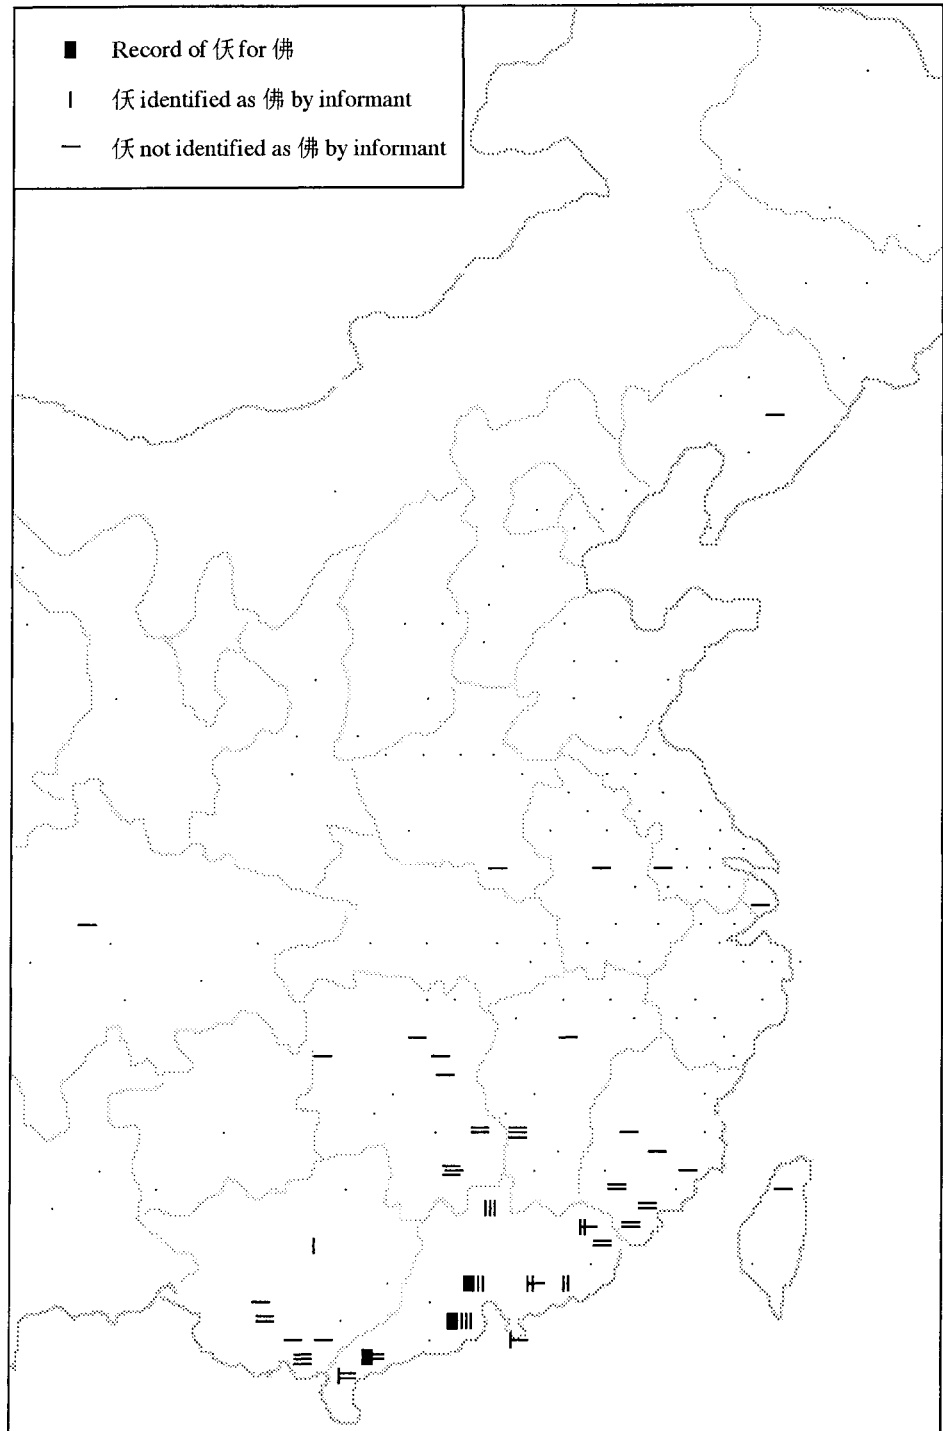 Record of 仸 for 佛
仸 identified as 佛 by informant
仸 not identified as 佛 by informant